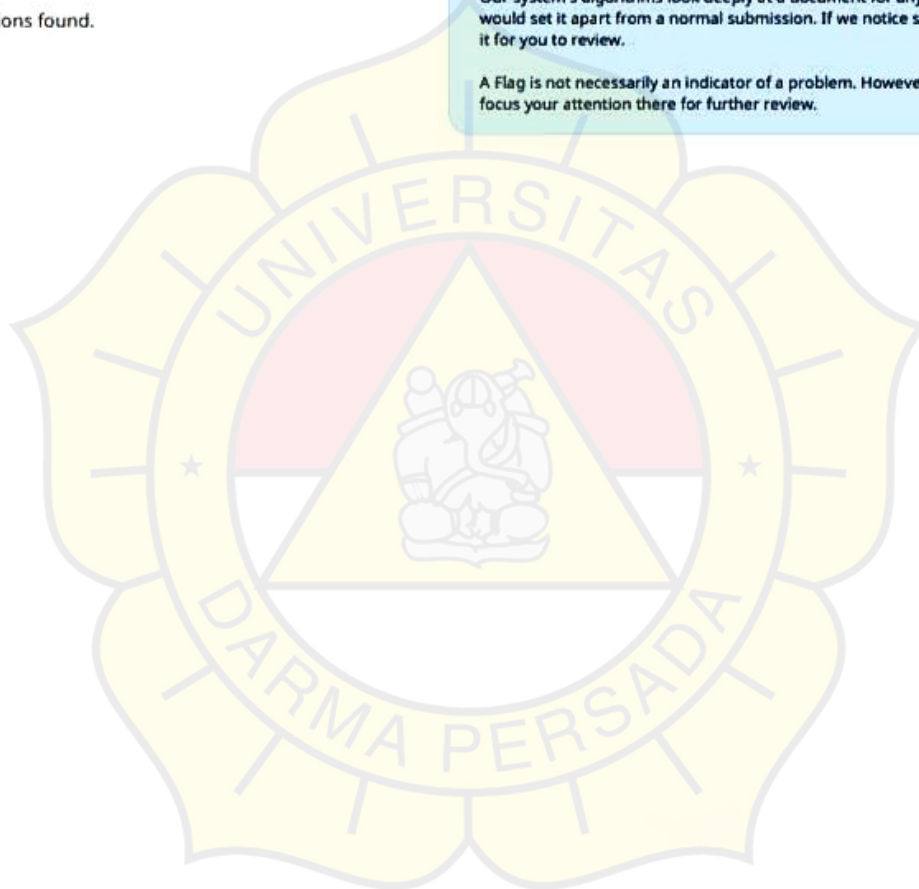 ions found.
would set it apart from a normal submission. If we notice s
it for you to review.
A Flag is not necessarily an indicator of a problem. Howeve
focus your attention there for further review.
UNIVERSITAS
DARMA PERSADA